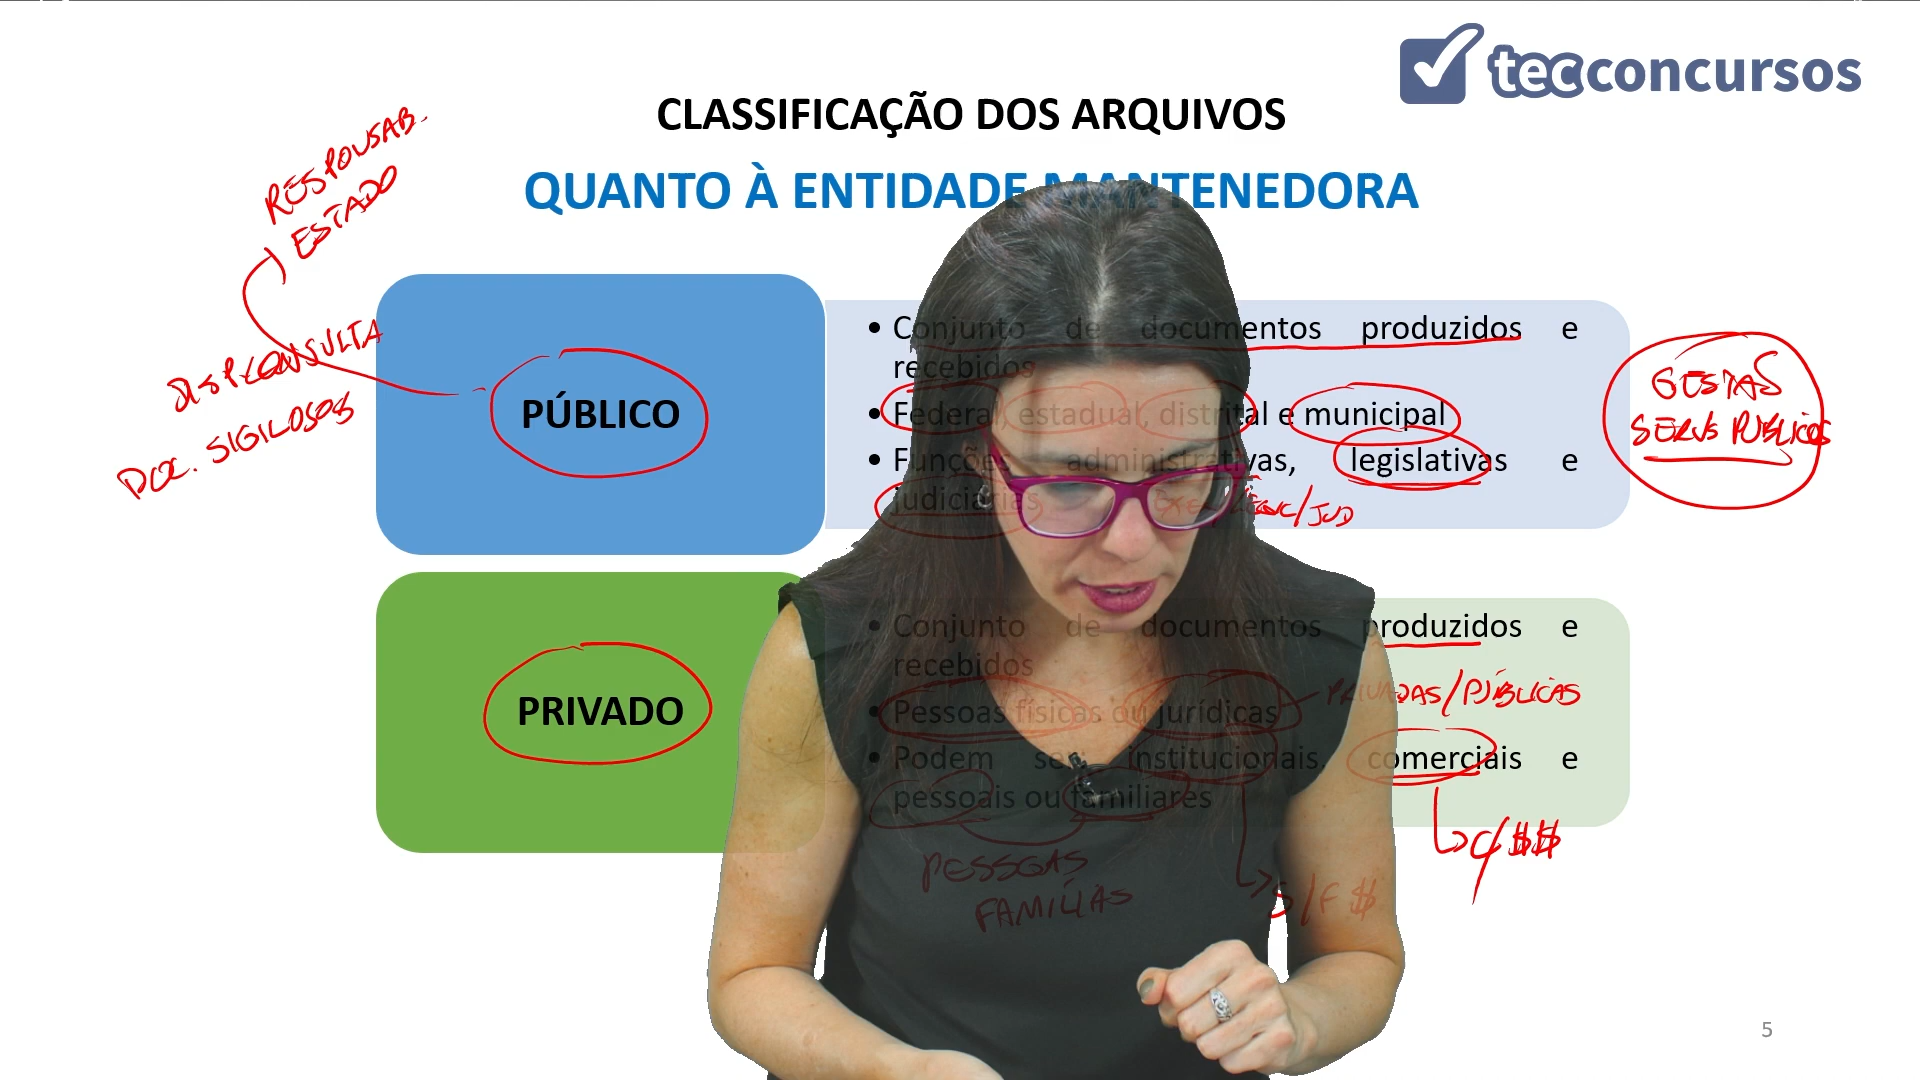 tecconcursos
CLASSIFICAÇÃO DOS ARQUIVOS
QUANTO À ENTIDADE MANTENEDORA
RESPONSAB.
ESTADO
DISP. CONSULTA
DOC. SIGILOSOS
PÚBLICO
• Conjunto de documentos produzidos e
recebidos
• Federal, estadual, distrital e municipal
• Funções administrativas, legislativas e
judiciárias
/JUD
GESTÃO
SERVS PÚBLICOS
PRIVADO
• Conjunto de documentos produzidos e
recebidos
• Pessoas físicas ou jurídicas
PRIVADAS/PÚBLICAS
• Podem ser: institucionais, comerciais e
pessoais ou familiares
C/ $$
PESSOAS
FAMÍLIAS
S/F $
5